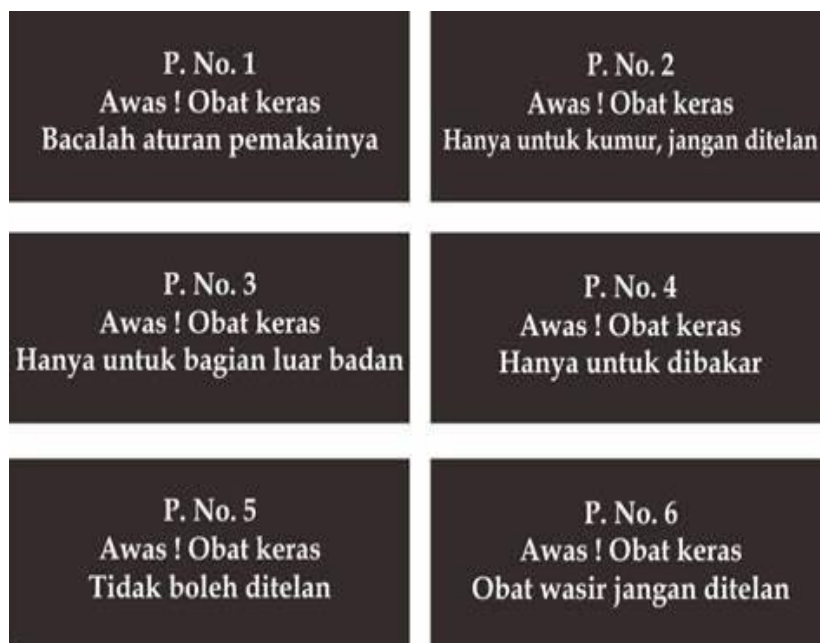 P. No. 1
Awas ! Obat keras
Bacalah aturan pemakainya
P. No. 2
Awas ! Obat keras
Hanya untuk kumur, jangan ditelan
P. No. 3
Awas ! Obat keras
Hanya untuk bagian luar badan
P. No. 4
Awas ! Obat keras
Hanya untuk dibakar
P. No. 5
Awas ! Obat keras
Tidak boleh ditelan
P. No. 6
Awas ! Obat keras
Obat wasir jangan ditelan